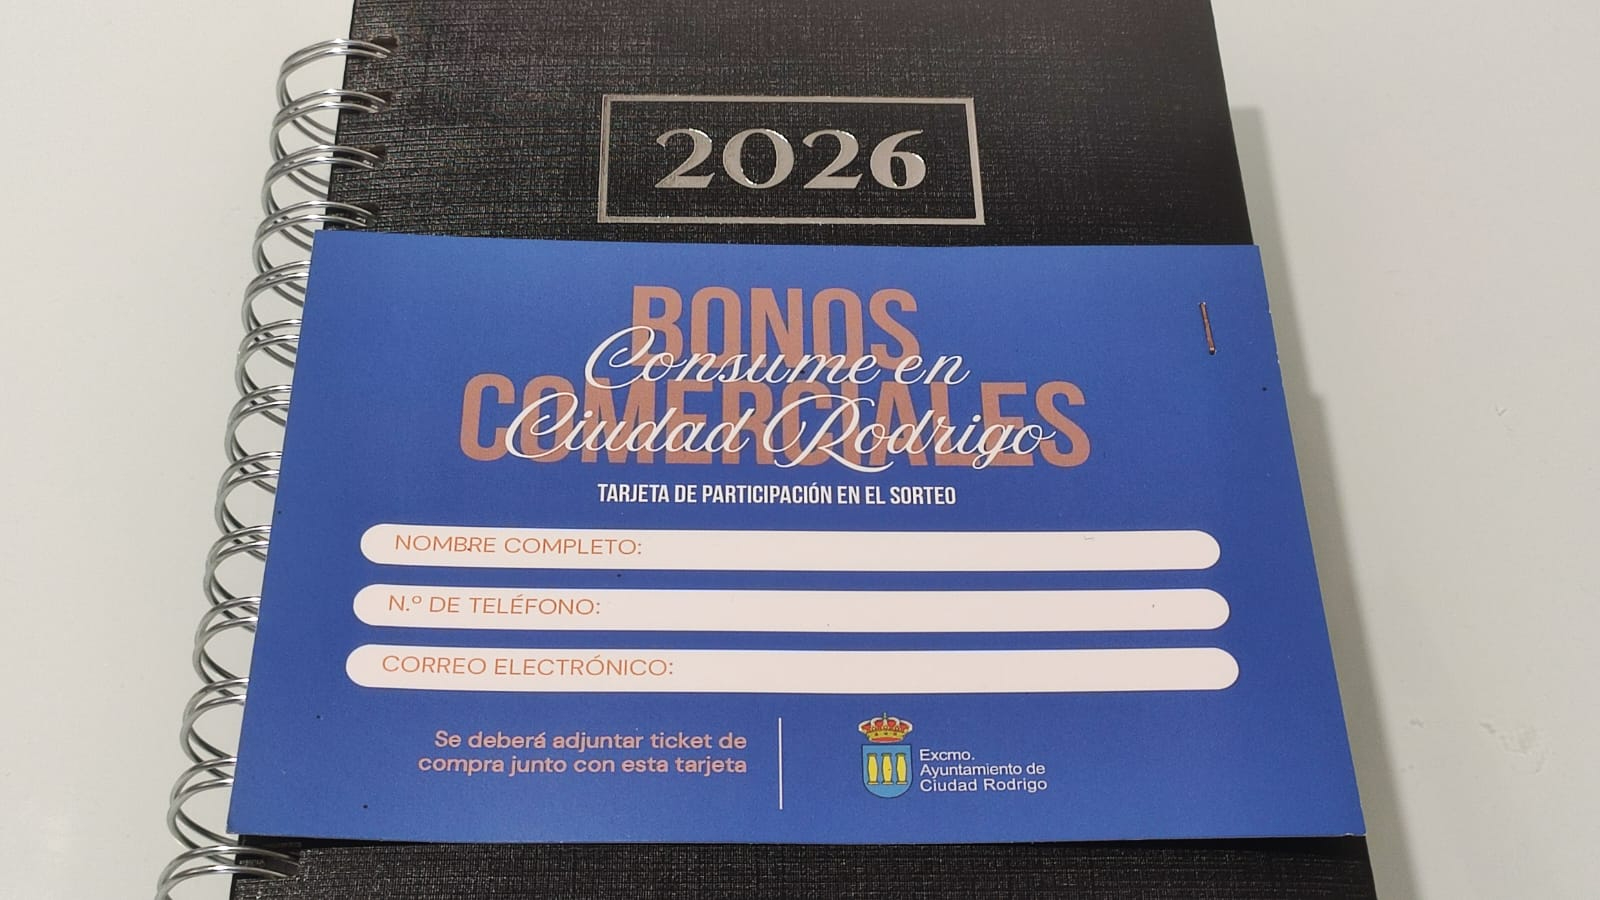 2026
BONOS
Consume en
COMERCIALES
Ciudad Rodrigo
TARJETA DE PARTICIPACIÓN EN EL SORTEO
NOMBRE COMPLETO:
N.º DE TELÉFONO:
CORREO ELECTRÓNICO:
Se deberá adjuntar ticket de
compra junto con esta tarjeta
Excmo.
Ayuntamiento de
Ciudad Rodrigo